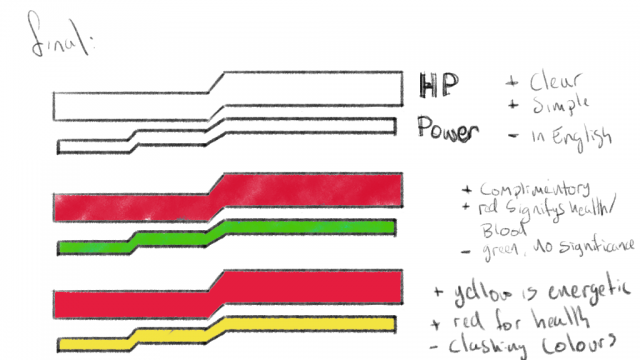 final:
HP
+ Clear
+ Simple
Power
- in English
+ Complimentory
+ red Signifys health/
Blood
- green, No Significance
+ yellow is energetic
+ red for health
- clashing Colours